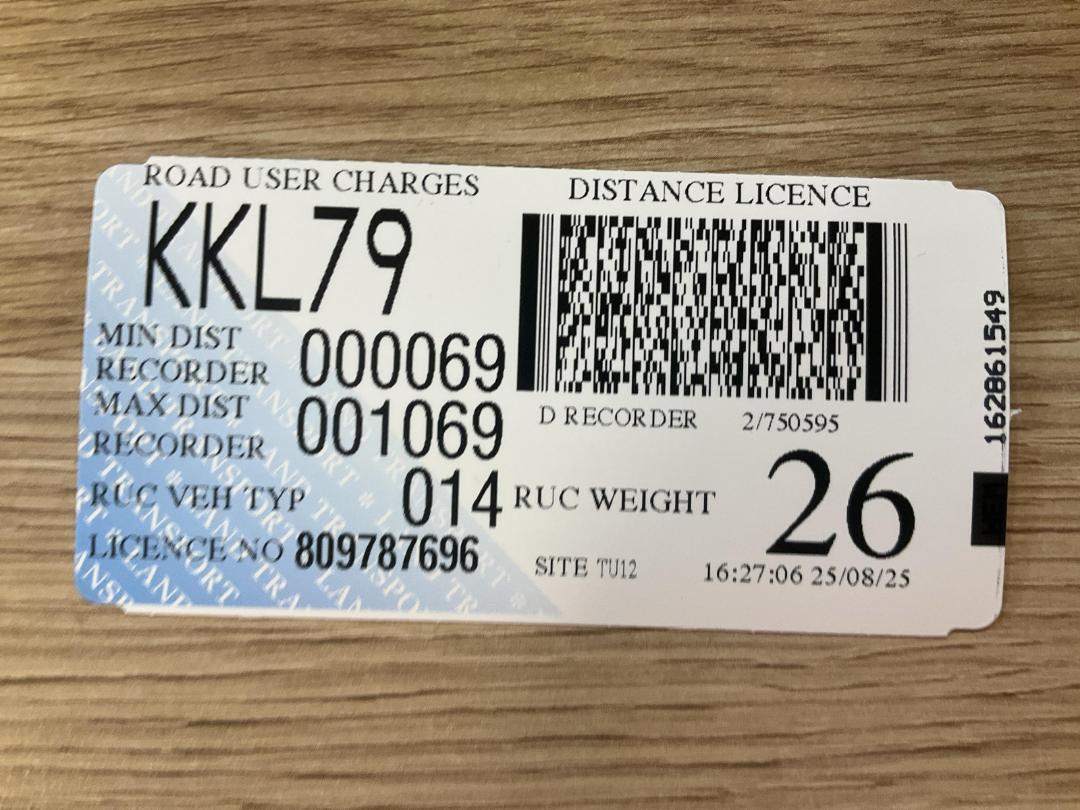 ROAD USER CHARGES
DISTANCE LICENCE
KKL79
MIN DIST
RECORDER 000069
MAX DIST
RECORDER 001069
D RECORDER 2/750595
RUC VEH TYP 014
RUC WEIGHT 26
LICENCE NO 809787696
SITE TU12
16:27:06 25/08/25
162861549